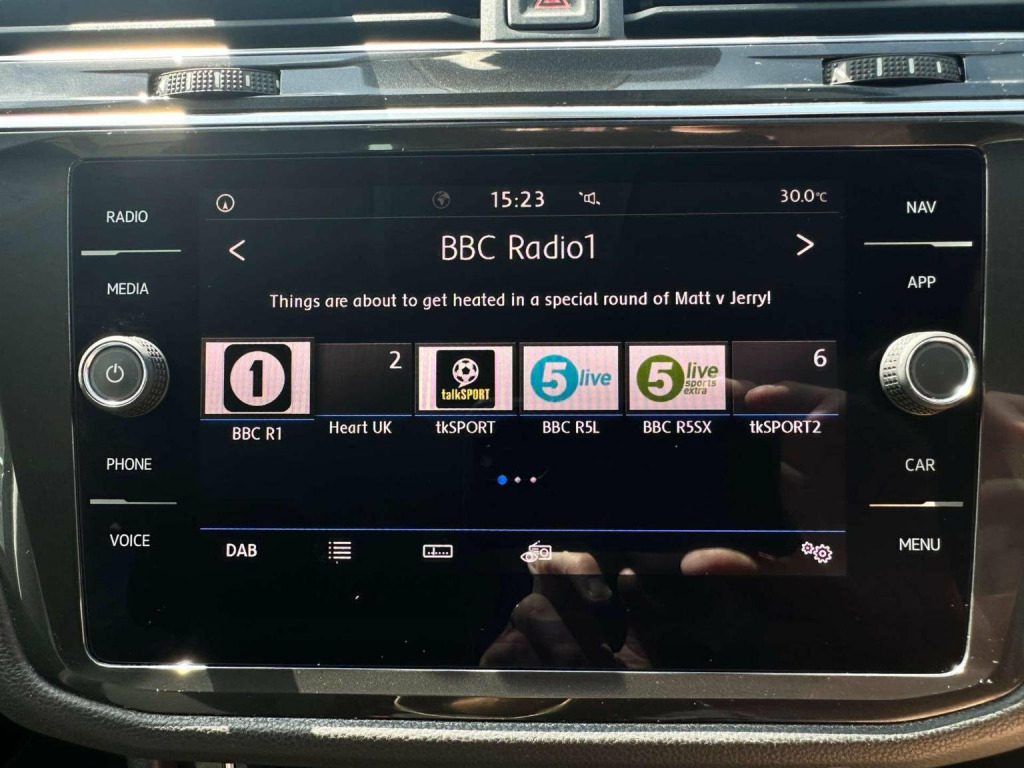 RADIO
MEDIA
PHONE
VOICE
15:23
30.0°C
<
BBC Radio1
>
Things are about to get heated in a special round of Matt v Jerry!
1
2
talkSPORT
5 live
5 live sports extra
6
BBC R1
Heart UK
tkSPORT
BBC R5L
BBC R5SX
tkSPORT2
DAB
NAV
APP
CAR
MENU